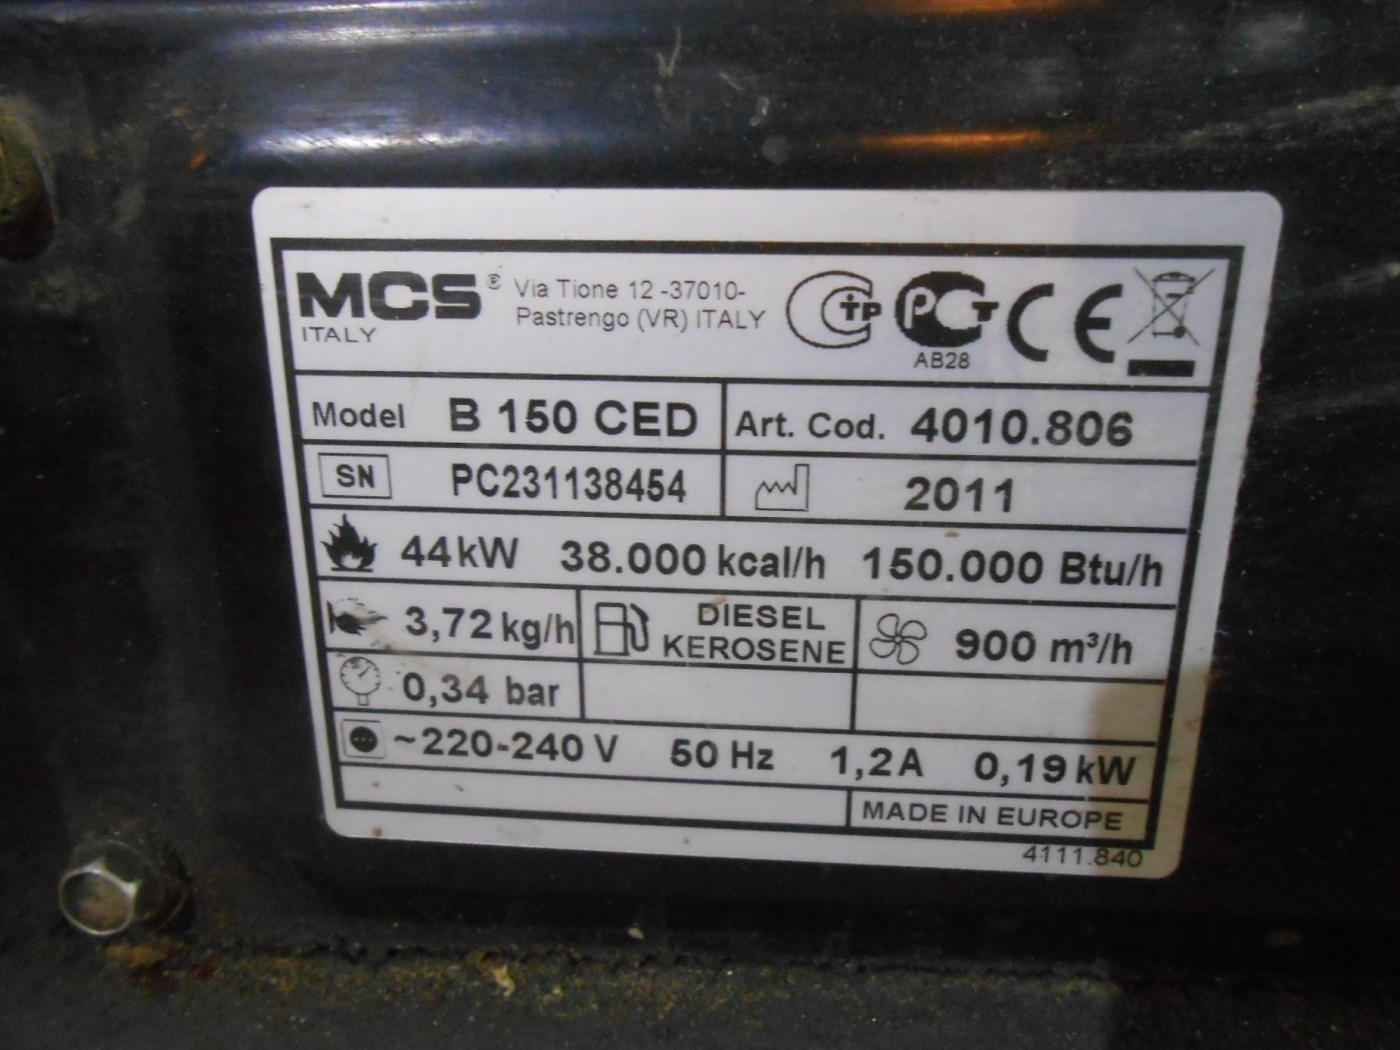 MCS® Via Tione 12 -37010-
ITALY Pastrengo (VR) ITALY
AB28
Model B 150 CED Art. Cod. 4010.806
SN PC231138454 2011
44kW 38.000 kcal/h 150.000 Btu/h
3,72 kg/h DIESEL KEROSENE 900 m³/h
0,34 bar
~220-240 V 50 Hz 1,2A 0,19 kW
MADE IN EUROPE
4111.840